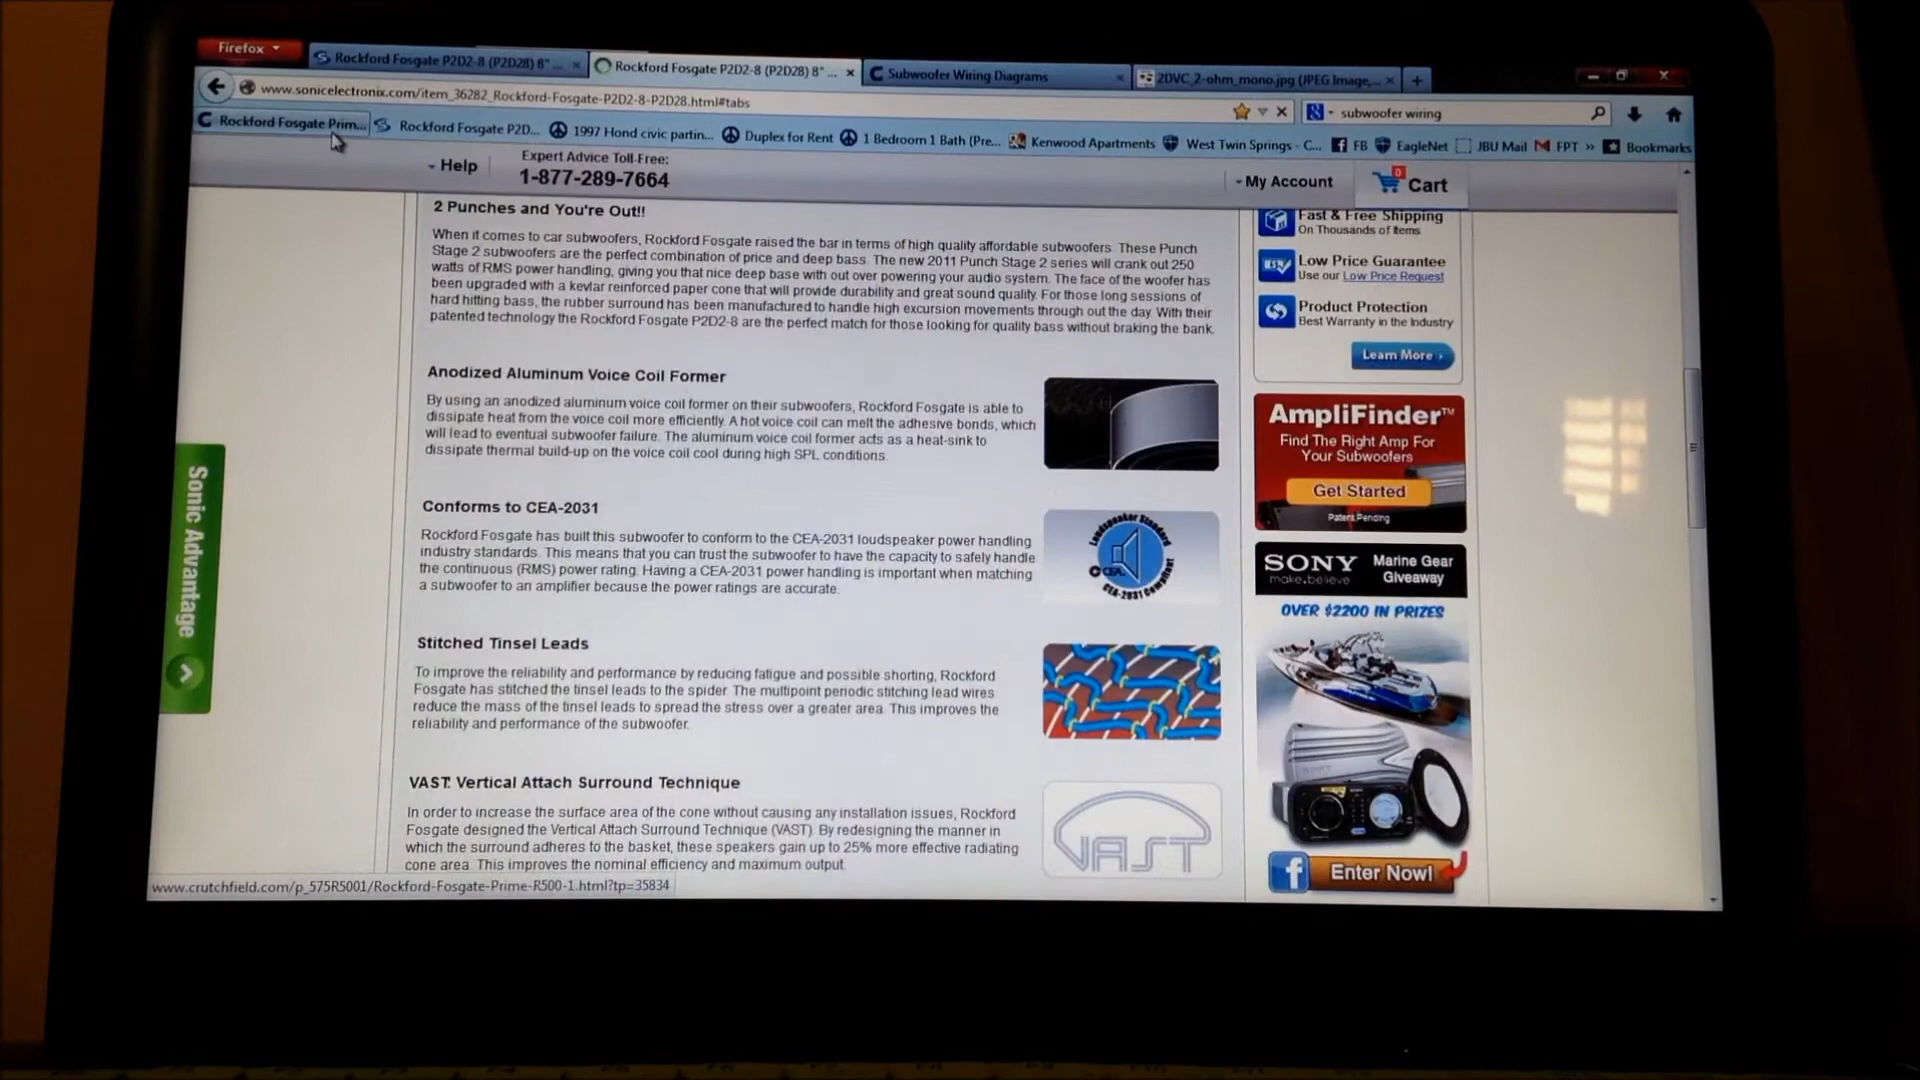 Firefox
Rockford Fosgate P2D2-8 (P2D28) 8" ...
Rockford Fosgate P2D2-8 (P2D28) 8" ...
Subwoofer Wiring Diagrams
2DVC_2-ohm_mono.jpg (JPEG Image,...
www.sonicelectronix.com/item_36282_Rockford-Fosgate-P2D2-8-P2D28.html#tabs
subwoofer wiring
Rockford Fosgate Prim...
Rockford Fosgate P2D...
1997 Hond civic partin...
Duplex for Rent
1 Bedroom 1 Bath (Pre...
Kenwood Apartments
West Twin Springs - C...
FB
EagleNet
JBU Mail
FPT
»
Bookmarks
Help
Expert Advice Toll-Free:
1-877-289-7664
My Account
0
Cart
2 Punches and You're Out!!
When it comes to car subwoofers, Rockford Fosgate raised the bar in terms of high quality affordable subwoofers. These Punch
Stage 2 subwoofers are the perfect combination of price and deep bass. The new 2011 Punch Stage 2 series will crank out 250
watts of RMS power handling, giving you that nice deep base with out over powering your audio system. The face of the woofer has
been upgraded with a kevlar reinforced paper cone that will provide durability and great sound quality. For those long sessions of
hard hitting bass, the rubber surround has been manufactured to handle high excursion movements through out the day. With their
patented technology the Rockford Fosgate P2D2-8 are the perfect match for those looking for quality bass without braking the bank.
Anodized Aluminum Voice Coil Former
By using an anodized aluminum voice coil former on their subwoofers, Rockford Fosgate is able to
dissipate heat from the voice coil more efficiently. A hot voice coil can melt the adhesive bonds, which
will lead to eventual subwoofer failure. The aluminum voice coil former acts as a heat-sink to
dissipate thermal build-up on the voice coil cool during high SPL conditions.
Conforms to CEA-2031
Rockford Fosgate has built this subwoofer to conform to the CEA-2031 loudspeaker power handling
industry standards. This means that you can trust the subwoofer to have the capacity to safely handle
the continuous (RMS) power rating. Having a CEA-2031 power handling is important when matching
a subwoofer to an amplifier because the power ratings are accurate.
Loudspeaker Standard
CEA
CEA-2031 Compliant
Stitched Tinsel Leads
To improve the reliability and performance by reducing fatigue and possible shorting, Rockford
Fosgate has stitched the tinsel leads to the spider. The multipoint periodic stitching lead wires
reduce the mass of the tinsel leads to spread the stress over a greater area. This improves the
reliability and performance of the subwoofer.
VAST: Vertical Attach Surround Technique
In order to increase the surface area of the cone without causing any installation issues, Rockford
Fosgate designed the Vertical Attach Surround Technique (VAST). By redesigning the manner in
which the surround adheres to the basket, these speakers gain up to 25% more effective radiating
cone area. This improves the nominal efficiency and maximum output.
VAST
www.crutchfield.com/p_575R5001/Rockford-Fosgate-Prime-R500-1.html?tp=35834
Sonic Advantage
Fast & Free Shipping
On Thousands of Items
Low Price Guarantee
Use our Low Price Request
Product Protection
Best Warranty in the Industry
Learn More
AmpliFinder™
Find The Right Amp For
Your Subwoofers
Get Started
Patent Pending
SONY
make.believe
Marine Gear
Giveaway
OVER $2200 IN PRIZES
Enter Now!